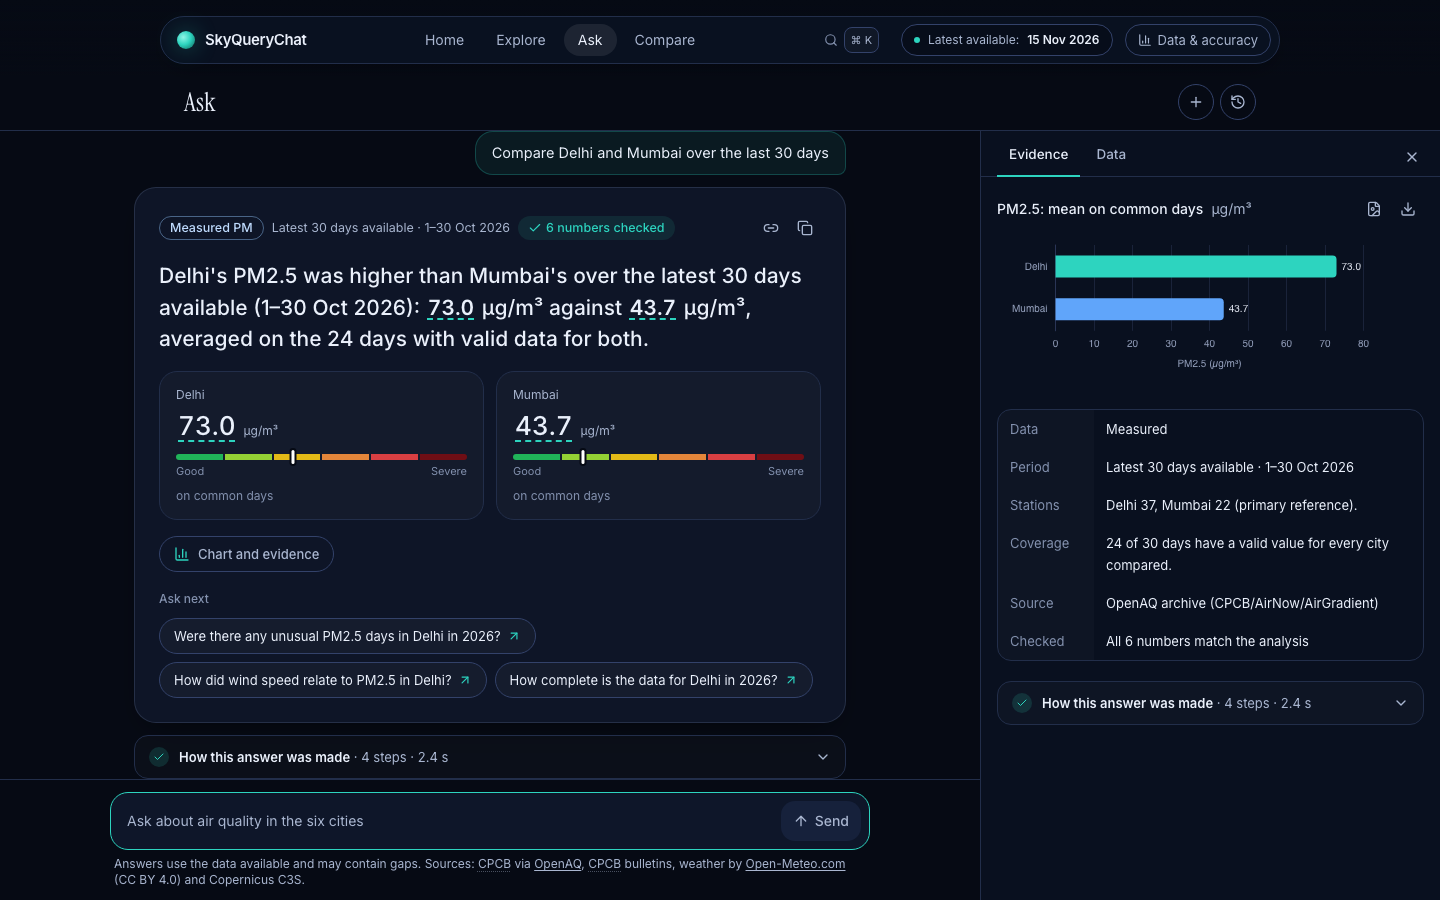 SkyQueryChat
Home
Explore
Ask
Compare
⌘ K
Latest available: 15 Nov 2026
Data & accuracy
Ask
Compare Delhi and Mumbai over the last 30 days
Measured PM
Latest 30 days available · 1–30 Oct 2026
6 numbers checked
Delhi's PM2.5 was higher than Mumbai's over the latest 30 days
available (1–30 Oct 2026): 73.0 µg/m³ against 43.7 µg/m³,
averaged on the 24 days with valid data for both.
Delhi
73.0 µg/m³
Good
Severe
on common days
Mumbai
43.7 µg/m³
Good
Severe
on common days
Chart and evidence
Ask next
Were there any unusual PM2.5 days in Delhi in 2026?
How did wind speed relate to PM2.5 in Delhi?
How complete is the data for Delhi in 2026?
How this answer was made · 4 steps · 2.4 s
Ask about air quality in the six cities
Send
Answers use the data available and may contain gaps. Sources: CPCB via OpenAQ, CPCB bulletins, weather by Open-Meteo.com
(CC BY 4.0) and Copernicus C3S.
Evidence
Data
PM2.5: mean on common days µg/m³
Delhi
73.0
Mumbai
43.7
0 10 20 30 40 50 60 70 80
PM2.5 (µg/m³)
Data
Measured
Period
Latest 30 days available · 1–30 Oct 2026
Stations
Delhi 37, Mumbai 22 (primary reference).
Coverage
24 of 30 days have a valid value for every city
compared.
Source
OpenAQ archive (CPCB/AirNow/AirGradient)
Checked
All 6 numbers match the analysis
How this answer was made · 4 steps · 2.4 s